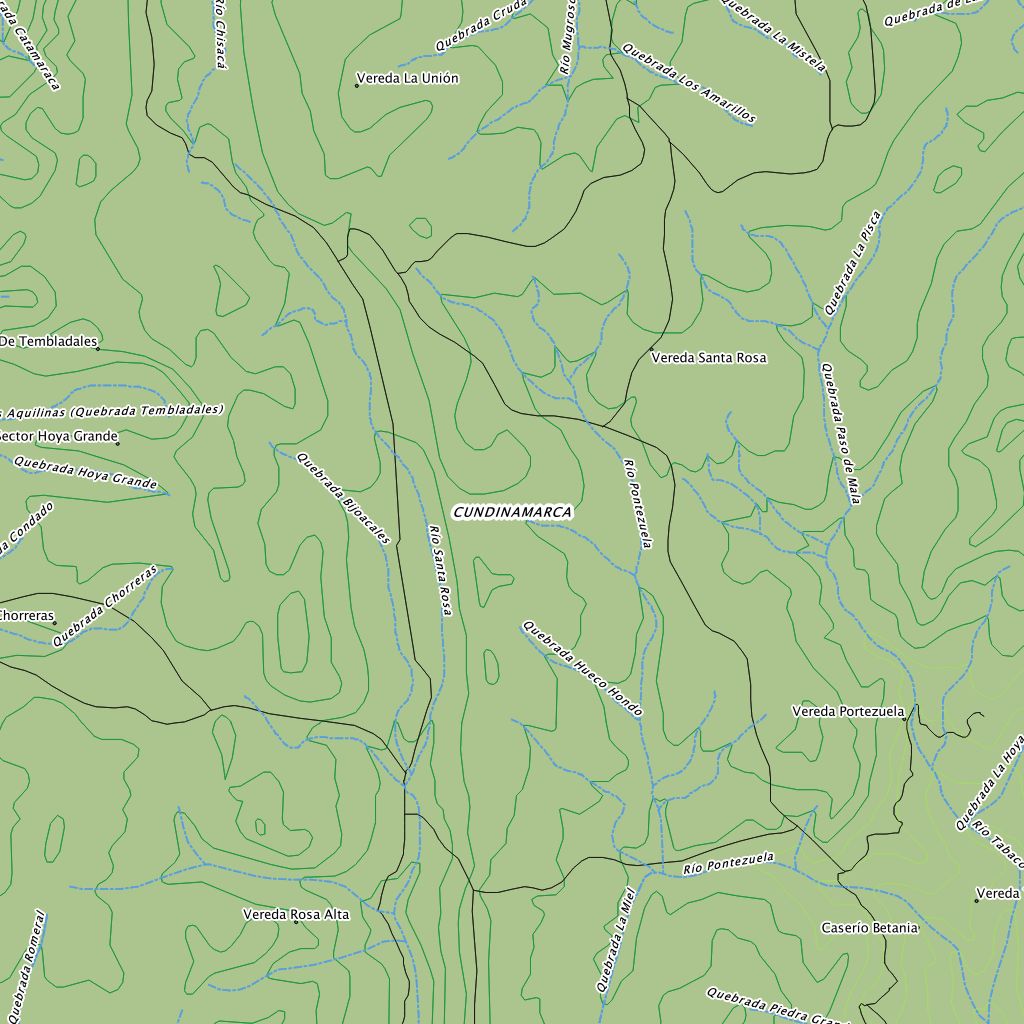 rada Catamaraca
Río Chisacá
Quebrada Cruda
Río Mugroso
Quebrada La Mistela
Quebrada de L
Vereda La Unión
Quebrada Los Amarillos
Quebrada La Pisca
De Tembladales
Vereda Santa Rosa
s Aquilinas (Quebrada Tembladales)
Sector Hoya Grande
Quebrada Hoya Grande
Quebrada Paso de Mala
Quebrada Bijoacales
Río Pontezuela
CUNDINAMARCA
a Condado
Río Santa Rosa
Chorreras
Quebrada Chorreras
Quebrada Hueco Hondo
Vereda Portezuela
Quebrada La Hoya
Río Tabaco
Río Pontezuela
Vereda
Vereda Rosa Alta
Caserío Betania
Quebrada Romeral
Quebrada La Miel
Quebrada Piedra Gran